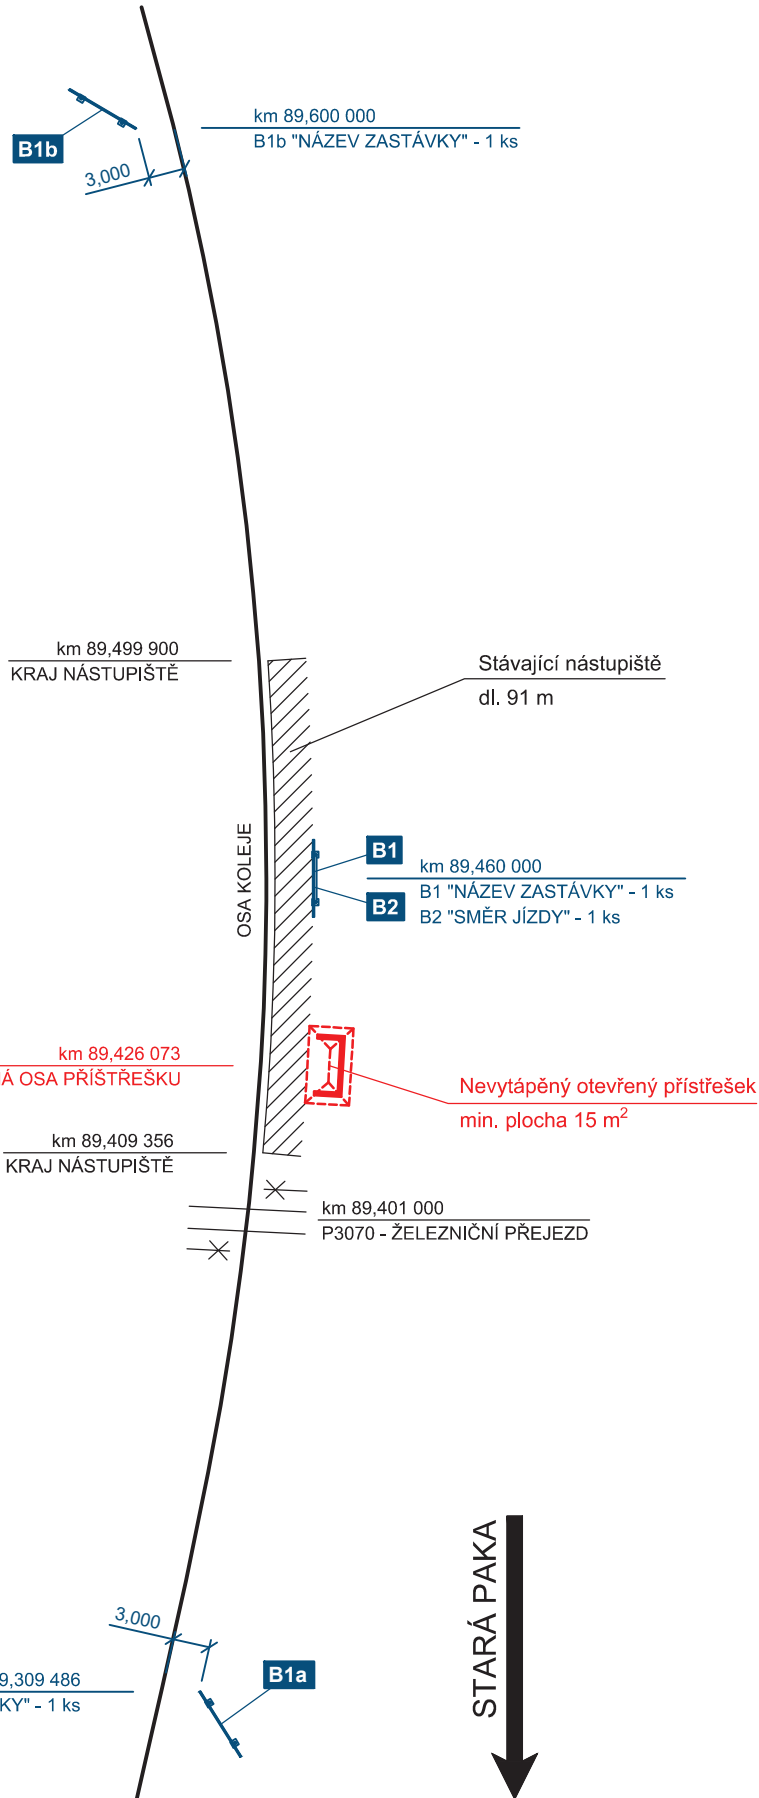 km 89,600 000
B1b "NÁZEV ZASTÁVKY" - 1 ks
B1b
3,000
km 89,499 900
KRAJ NÁSTUPIŠTĚ
Stávající nástupiště
dl. 91 m
OSA KOLEJE
B1
B2
km 89,460 000
B1 "NÁZEV ZASTÁVKY" - 1 ks
B2 "SMĚR JÍZDY" - 1 ks
km 89,426 073
Á OSA PŘÍSTŘEŠKU
Nevytápěný otevřený přístřešek
min. plocha 15 m²
km 89,409 356
KRAJ NÁSTUPIŠTĚ
km 89,401 000
P3070 - ŽELEZNIČNÍ PŘEJEZD
STARÁ PAKA
3,000
9,309 486
KY" - 1 ks
B1a